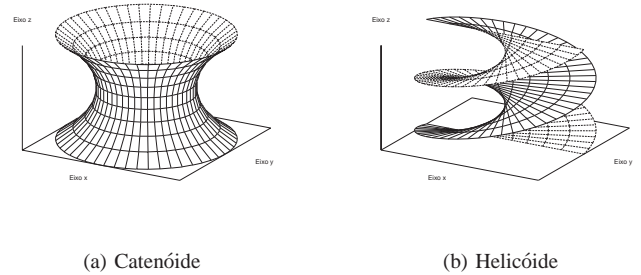 Eixo z
Eixo y
Eixo x
(a) Catenóide
Eixo z
Eixo y
Eixo x
(b) Helicóide